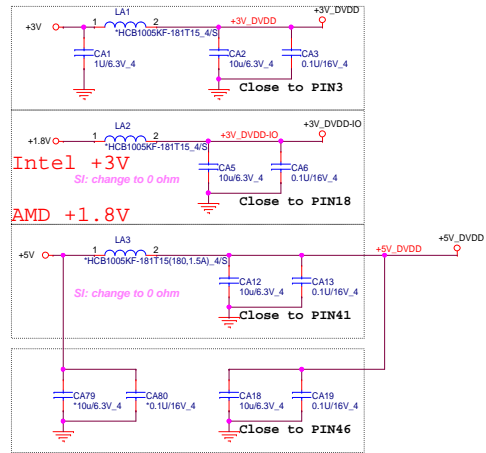 LA1
+3V_DVDD
+3V_DVDD
+3V
1
2
*HCB1005KF-181T15_4/S
CA1
1U/6.3V_4
CA2
10u/6.3V_4
CA3
0.1U/16V_4
Close to PIN3
LA2
+3V_DVDD-IO
+3V_DVDD-IO
+1.8V
1
2
*HCB1005KF-181T15_4/S
Intel +3V
CA5
10u/6.3V_4
CA6
0.1U/16V_4
SI: change to 0 ohm
Close to PIN18
AMD +1.8V
LA3
+5V_DVDD
+5V_DVDD
+5V
1
2
*HCB1005KF-181T15(180,1.5A)_4/S
CA12
10u/6.3V_4
CA13
0.1U/16V_4
SI: change to 0 ohm
Close to PIN41
CA79
*10u/6.3V_4
CA80
*0.1U/16V_4
CA18
10u/6.3V_4
CA19
0.1U/16V_4
Close to PIN46